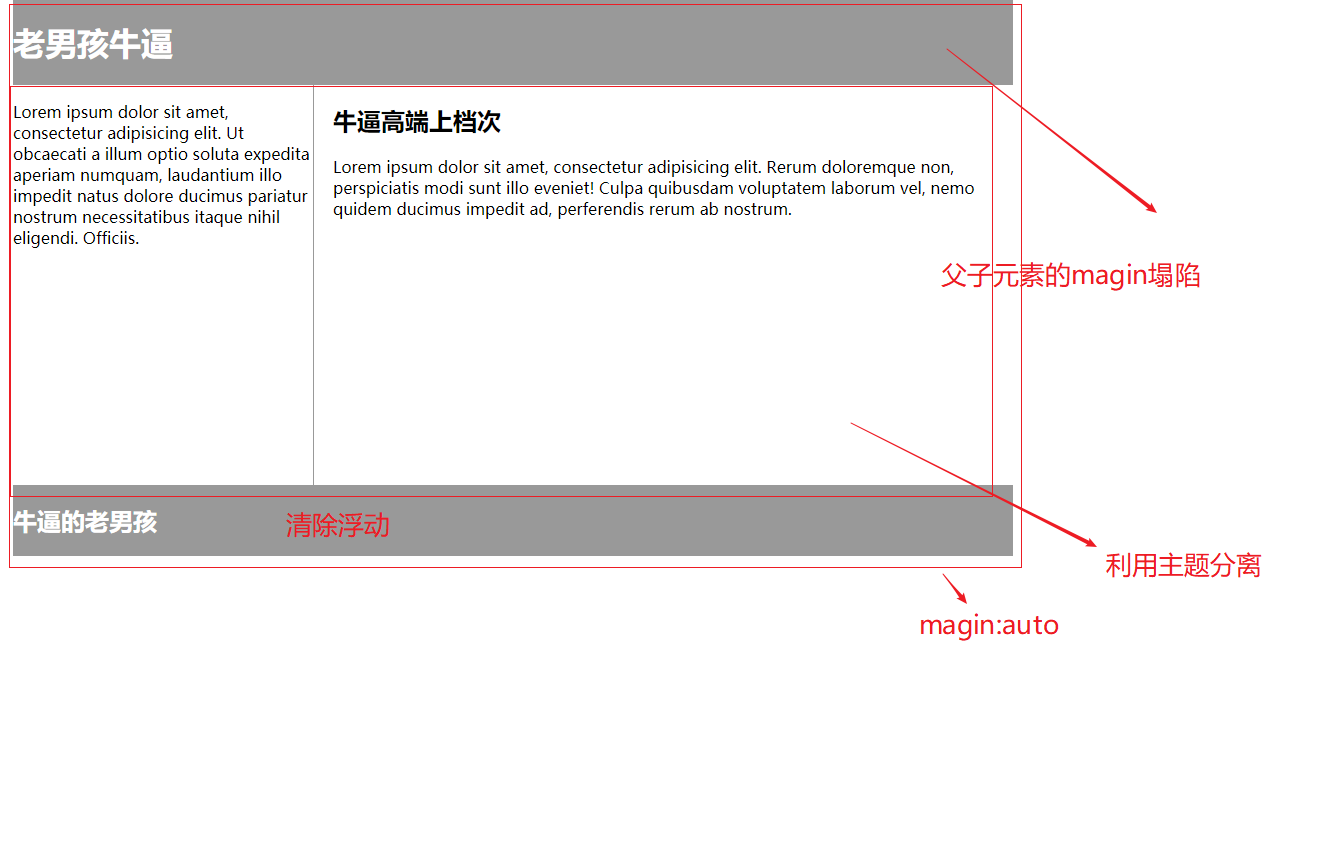 老男孩牛逼
Lorem ipsum dolor sit amet,
consectetur adipisicing elit. Ut
obcaecati a illum optio soluta expedita
aperiam numquam, laudantium illo
impedit natus dolore ducimus pariatur
nostrum necessitatibus itaque nihil
eligendi. Officiis.
牛逼高端上档次
Lorem ipsum dolor sit amet, consectetur adipisicing elit. Rerum doloremque non,
perspiciatis modi sunt illo eveniet! Culpa quibusdam voluptatem laborum vel, nemo
quidem ducimus impedit ad, perferendis rerum ab nostrum.
父子元素的magin塌陷
牛逼的老男孩
清除浮动
利用主题分离
magin:auto